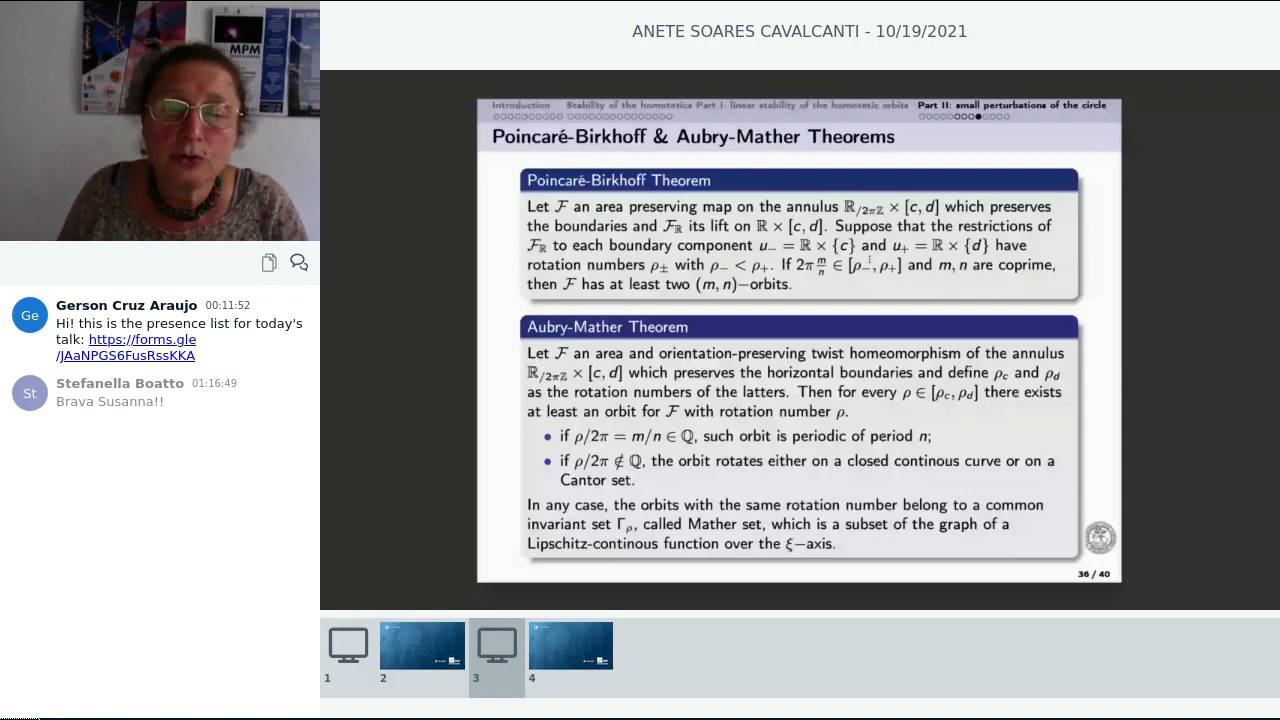 ANETE SOARES CAVALCANTI - 10/19/2021
MPM
Gerson Cruz Araujo 00:11:52
Ge
Hi! this is the presence list for today's
talk: https://forms.gle
/JAaNPGS6FusRssKKA
Stefanella Boatto 01:16:49
St
Brava Susanna!!
Introduction Stability of the homotetics Part I: linear stability of the homotetic orbits Part II: small perturbations of the circle
Poincaré-Birkhoff & Aubry-Mather Theorems
Poincaré-Birkhoff Theorem
Let ℱ an area preserving map on the annulus ℝ/2πℤ × [c, d] which preserves
the boundaries and ℱℝ its lift on ℝ × [c, d]. Suppose that the restrictions of
ℱℝ to each boundary component u₋ = ℝ × {c} and u₊ = ℝ × {d} have
rotation numbers ρ± with ρ₋ < ρ₊. If 2π m/n ∈ [ρ₋, ρ₊] and m, n are coprime,
then ℱ has at least two (m, n)−orbits.
Aubry-Mather Theorem
Let ℱ an area and orientation-preserving twist homeomorphism of the annulus
ℝ/2πℤ × [c, d] which preserves the horizontal boundaries and define ρc and ρd
as the rotation numbers of the latters. Then for every ρ ∈ [ρc, ρd] there exists
at least an orbit for ℱ with rotation number ρ.
• if ρ/2π = m/n ∈ ℚ, such orbit is periodic of period n;
• if ρ/2π ∉ ℚ, the orbit rotates either on a closed continous curve or on a
Cantor set.
In any case, the orbits with the same rotation number belong to a common
invariant set Γρ, called Mather set, which is a subset of the graph of a
Lipschitz-continous function over the ξ−axis.
36 / 40
1
2
3
4